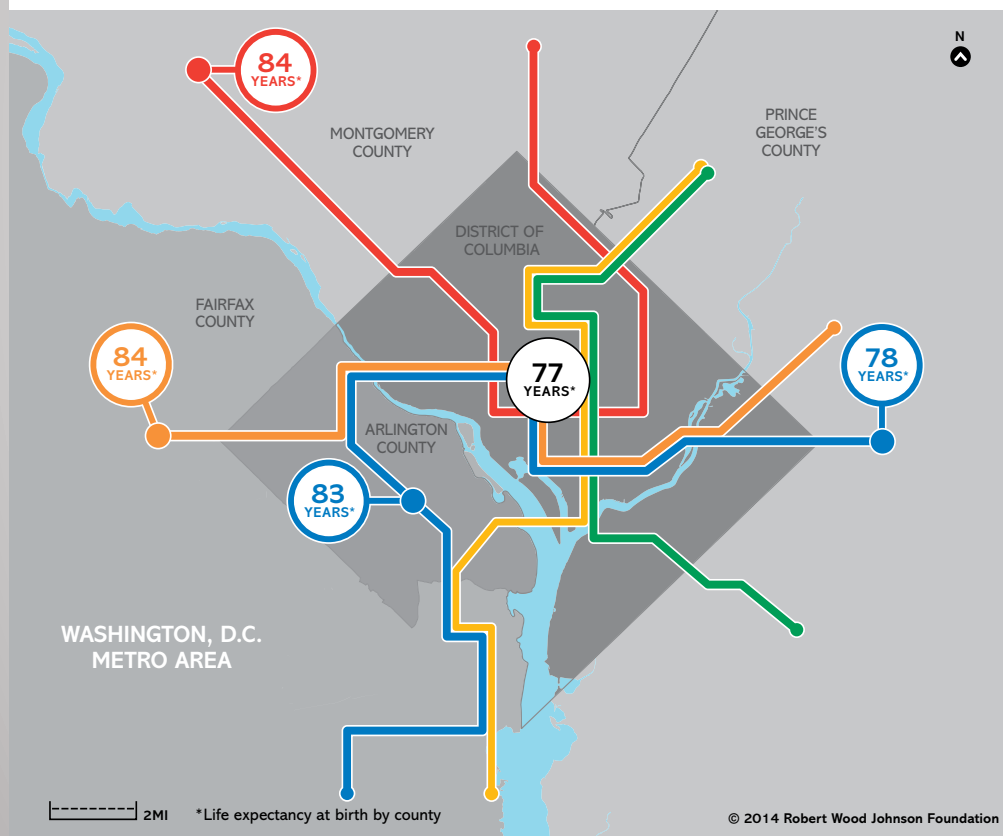 N
84
YEARS*
MONTGOMERY
COUNTY
PRINCE
GEORGE'S
COUNTY
DISTRICT OF
COLUMBIA
FAIRFAX
COUNTY
84
YEARS*
77
YEARS*
78
YEARS*
ARLINGTON
COUNTY
83
YEARS*
WASHINGTON, D.C.
METRO AREA
2MI
*Life expectancy at birth by county
© 2014 Robert Wood Johnson Foundation